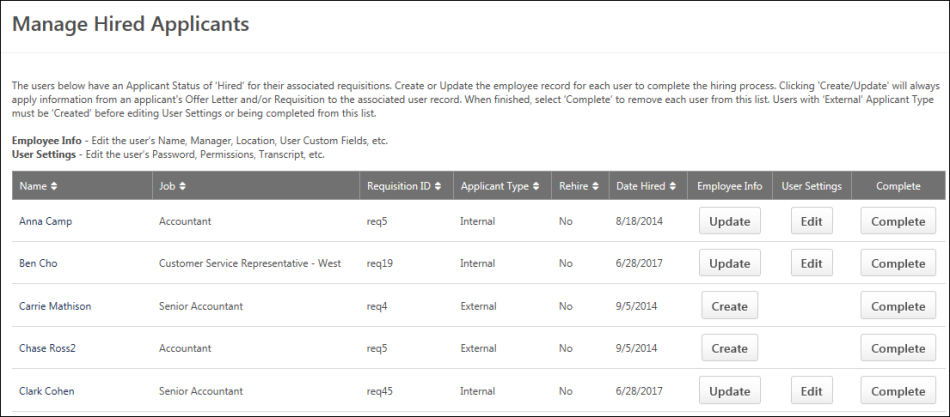 Manage Hired Applicants
The users below have an Applicant Status of 'Hired' for their associated requisitions. Create or Update the employee record for each user to complete the hiring process. Clicking 'Create/Update' will always
apply information from an applicant's Offer Letter and/or Requisition to the associated user record. When finished, select 'Complete' to remove each user from this list. Users with 'External' Applicant Type
must be 'Created' before editing User Settings or being completed from this list.
Employee Info - Edit the user's Name, Manager, Location, User Custom Fields, etc.
User Settings - Edit the user's Password, Permissions, Transcript, etc.
Name Job Requisition ID Applicant Type Rehire Date Hired Employee Info User Settings Complete
Anna Camp Accountant req5 Internal No 8/18/2014 Update Edit Complete
Ben Cho Customer Service Representative - West req19 Internal No 6/28/2017 Update Edit Complete
Carrie Mathison Senior Accountant req4 External No 9/5/2014 Create Complete
Chase Ross2 Accountant req5 External No 9/5/2014 Create Complete
Clark Cohen Senior Accountant req45 Internal No 6/28/2017 Update Edit Complete